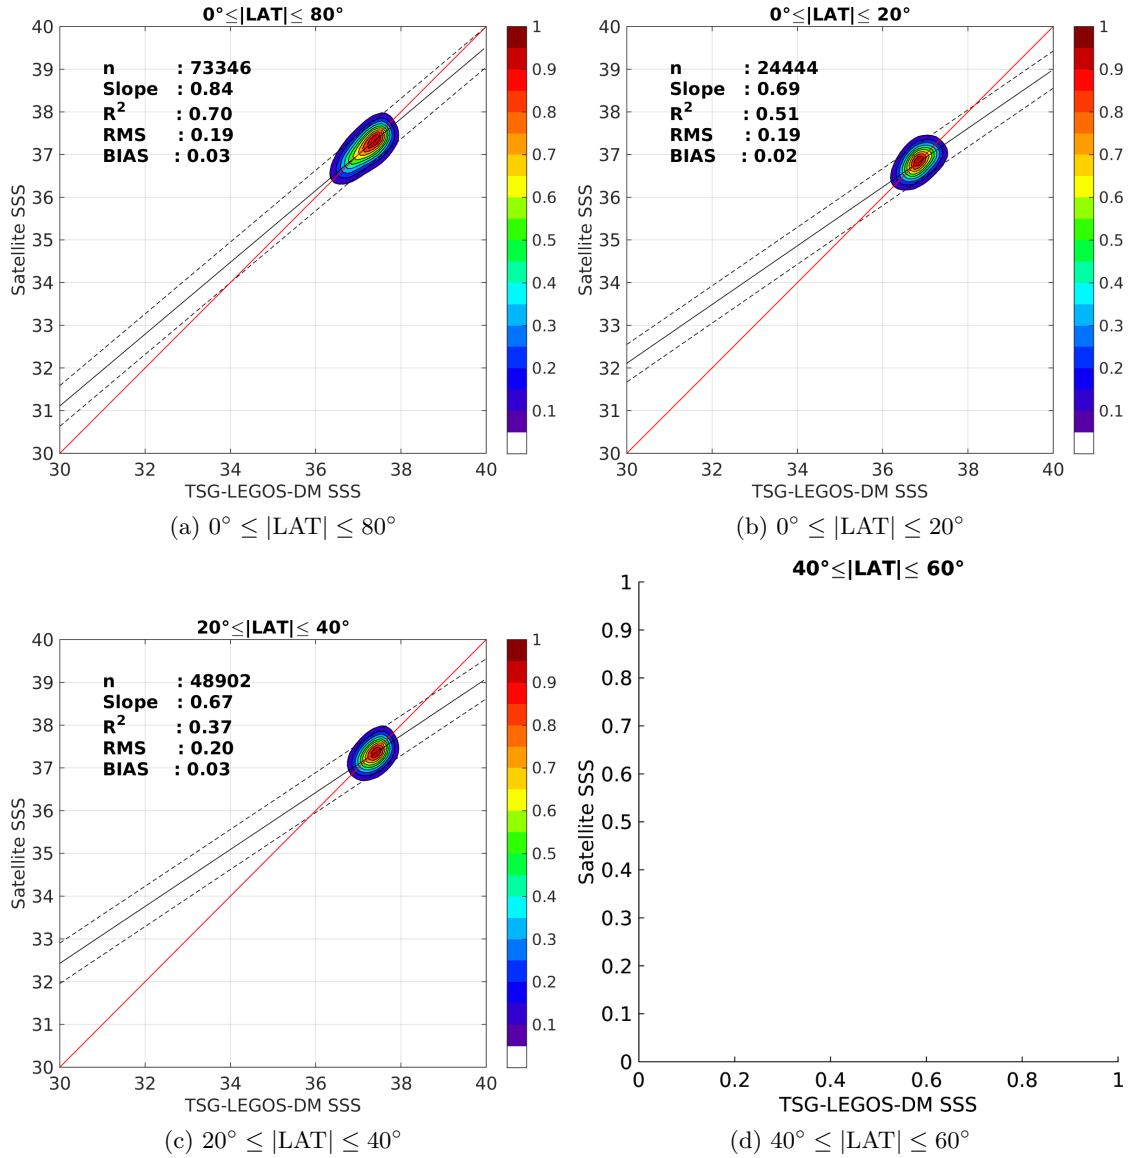 0°≤|LAT|≤ 80°
n : 73346
Slope : 0.84
R² : 0.70
RMS : 0.19
BIAS : 0.03
40
39
38
37
36
35
34
33
32
31
30
Satellite SSS
30 32 34 36 38 40
TSG-LEGOS-DM SSS
1
0.9
0.8
0.7
0.6
0.5
0.4
0.3
0.2
0.1
(a) 0° ≤ |LAT| ≤ 80°
0°≤|LAT|≤ 20°
n : 24444
Slope : 0.69
R² : 0.51
RMS : 0.19
BIAS : 0.02
40
39
38
37
36
35
34
33
32
31
30
Satellite SSS
30 32 34 36 38 40
TSG-LEGOS-DM SSS
1
0.9
0.8
0.7
0.6
0.5
0.4
0.3
0.2
0.1
(b) 0° ≤ |LAT| ≤ 20°
20°≤|LAT|≤ 40°
n : 48902
Slope : 0.67
R² : 0.37
RMS : 0.20
BIAS : 0.03
40
39
38
37
36
35
34
33
32
31
30
Satellite SSS
30 32 34 36 38 40
TSG-LEGOS-DM SSS
1
0.9
0.8
0.7
0.6
0.5
0.4
0.3
0.2
0.1
(c) 20° ≤ |LAT| ≤ 40°
40°≤|LAT|≤ 60°
1
0.9
0.8
0.7
0.6
0.5
0.4
0.3
0.2
0.1
0
Satellite SSS
0 0.2 0.4 0.6 0.8 1
TSG-LEGOS-DM SSS
(d) 40° ≤ |LAT| ≤ 60°